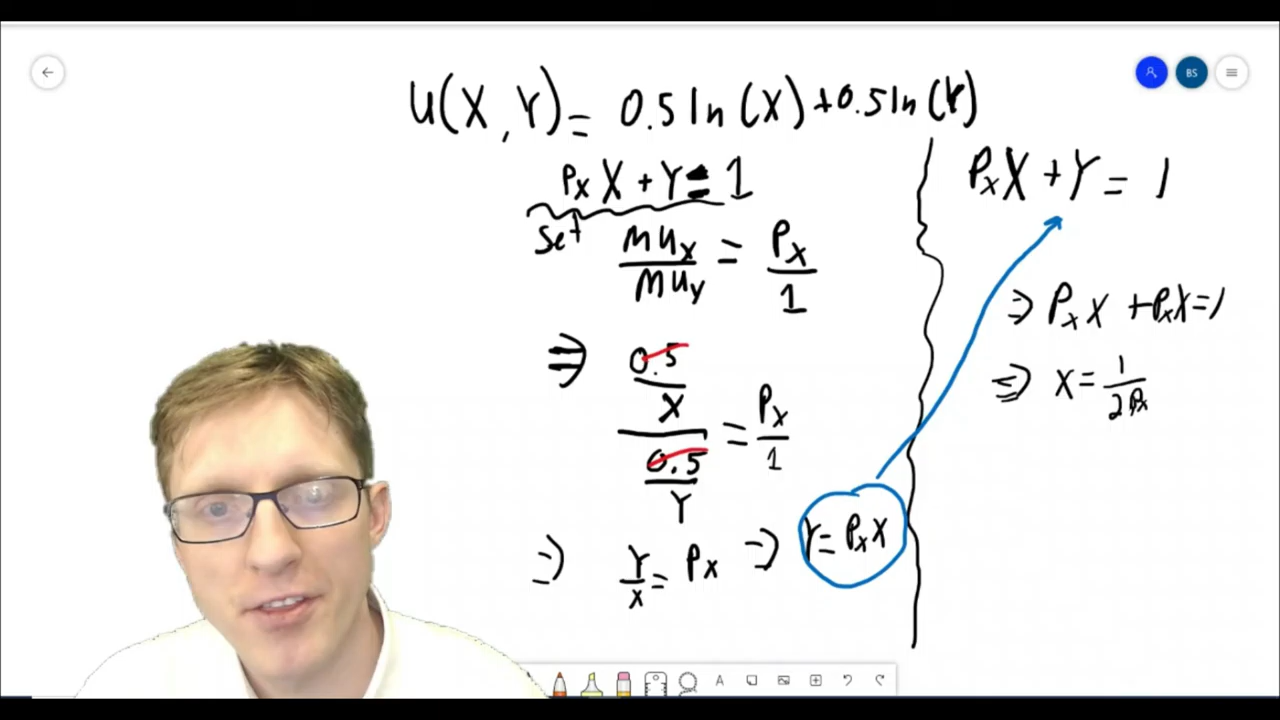 U(X,Y) = 0.5 ln(X) + 0.5 ln(Y)
PxX + Y = 1
Set MUx/MUY = Px/1
⇒ (0.5/X)/(0.5/Y) = Px/1
⇒ Y/X = Px ⇒ Y = PxX
PxX + Y = 1
⇒ PxX + PxX = 1
⇒ X = 1/2Px
BS
A